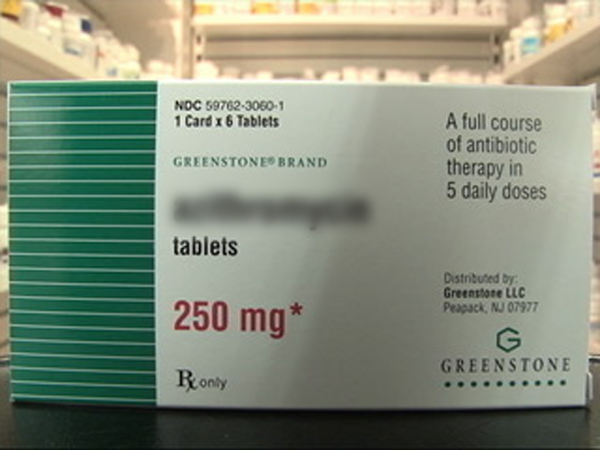 NDC 59762-3060-1
1 Card x 6 Tablets
GREENSTONE® BRAND
tablets
250 mg*
Rx only
A full course
of antibiotic
therapy in
5 daily doses
Distributed by:
Greenstone LLC
Peapack, NJ 07977
G
GREENSTONE